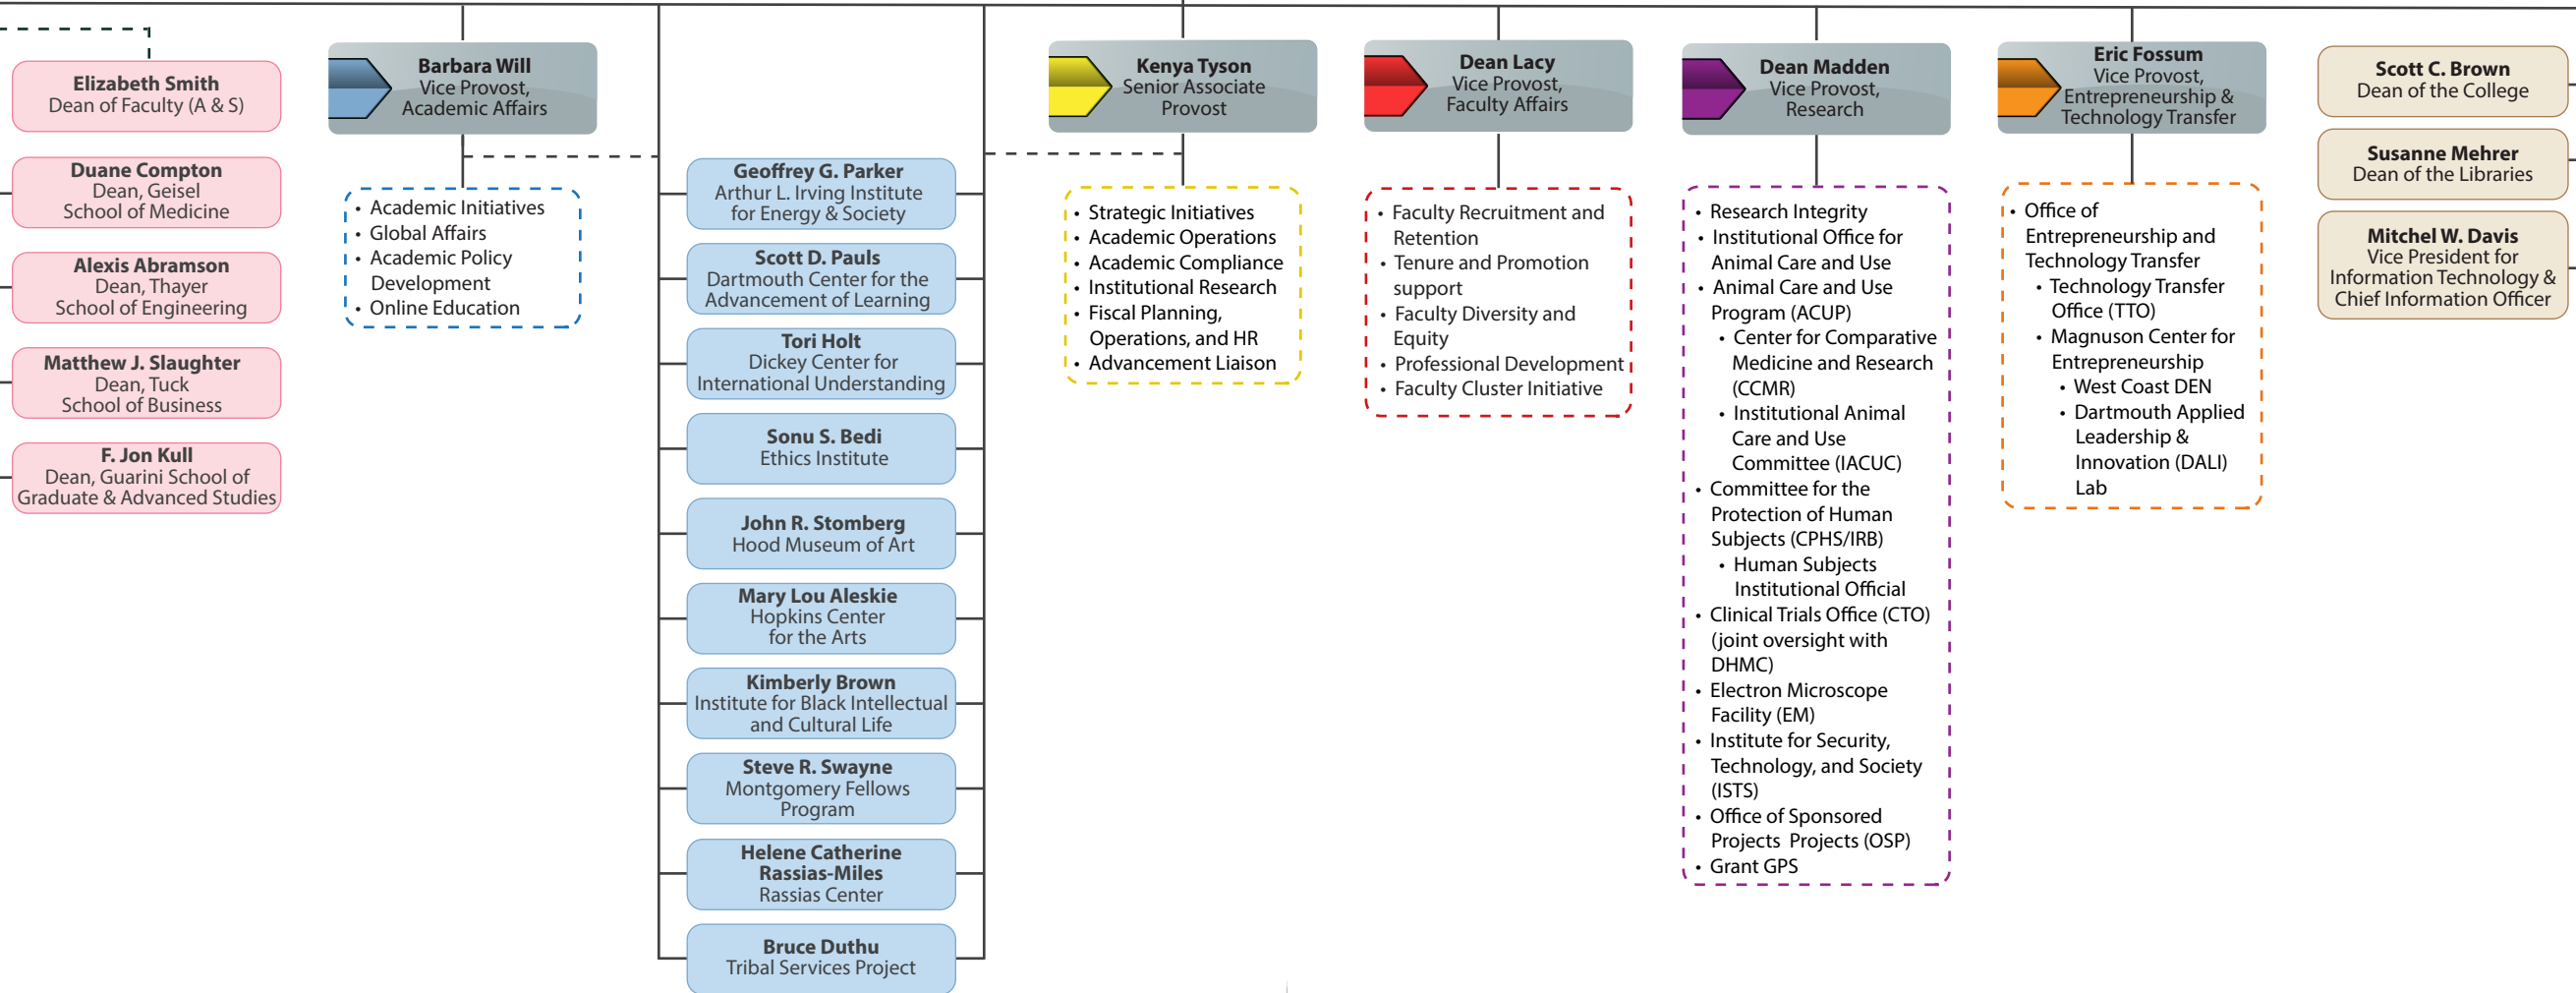 Elizabeth Smith
Dean of Faculty (A & S)
Duane Compton
Dean, Geisel
School of Medicine
Alexis Abramson
Dean, Thayer
School of Engineering
Matthew J. Slaughter
Dean, Tuck
School of Business
F. Jon Kull
Dean, Guarini School of
Graduate & Advanced Studies
Barbara Will
Vice Provost,
Academic Affairs
• Academic Initiatives
• Global Affairs
• Academic Policy
Development
• Online Education
Geoffrey G. Parker
Arthur L. Irving Institute
for Energy & Society
Scott D. Pauls
Dartmouth Center for the
Advancement of Learning
Tori Holt
Dickey Center for
International Understanding
Sonu S. Bedi
Ethics Institute
John R. Stomberg
Hood Museum of Art
Mary Lou Aleskie
Hopkins Center
for the Arts
Kimberly Brown
Institute for Black Intellectual
and Cultural Life
Steve R. Swayne
Montgomery Fellows
Program
Helene Catherine
Rassias-Miles
Rassias Center
Bruce Duthu
Tribal Services Project
Kenya Tyson
Senior Associate
Provost
• Strategic Initiatives
• Academic Operations
• Academic Compliance
• Institutional Research
• Fiscal Planning,
Operations, and HR
• Advancement Liaison
Dean Lacy
Vice Provost,
Faculty Affairs
• Faculty Recruitment and
Retention
• Tenure and Promotion
support
• Faculty Diversity and
Equity
• Professional Development
• Faculty Cluster Initiative
Dean Madden
Vice Provost,
Research
• Research Integrity
• Institutional Office for
Animal Care and Use
• Animal Care and Use
Program (ACUP)
• Center for Comparative
Medicine and Research
(CCMR)
• Institutional Animal
Care and Use
Committee (IACUC)
• Committee for the
Protection of Human
Subjects (CPHS/IRB)
• Human Subjects
Institutional Official
• Clinical Trials Office (CTO)
(joint oversight with
DHMC)
• Electron Microscope
Facility (EM)
• Institute for Security,
Technology, and Society
(ISTS)
• Office of Sponsored
Projects Projects (OSP)
• Grant GPS
Eric Fossum
Vice Provost,
Entrepreneurship &
Technology Transfer
• Office of
Entrepreneurship and
Technology Transfer
• Technology Transfer
Office (TTO)
• Magnuson Center for
Entrepreneurship
• West Coast DEN
• Dartmouth Applied
Leadership &
Innovation (DALI)
Lab
Scott C. Brown
Dean of the College
Susanne Mehrer
Dean of the Libraries
Mitchel W. Davis
Vice President for
Information Technology &
Chief Information Officer